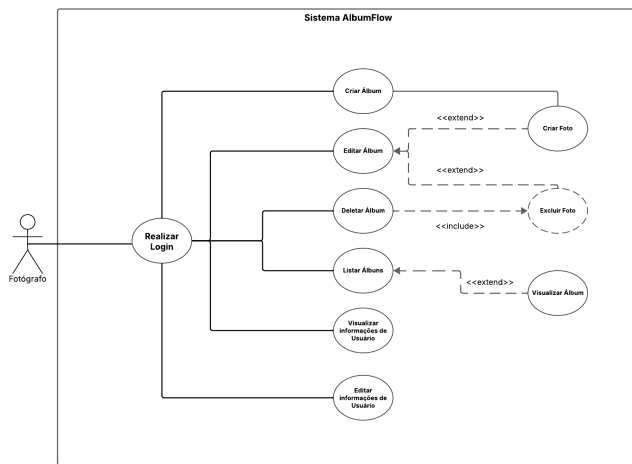 Sistema AlbumFlow
Criar Álbum
<<extend>>
Criar Foto
Editar Álbum
<<extend>>
Deletar Álbum
Excluir Foto
<<include>>
Realizar
Login
Fotógrafo
Listar Álbuns
<<extend>>
Visualizar Álbum
Visualizar
informações de
Usuário
Editar
informações de
Usuário